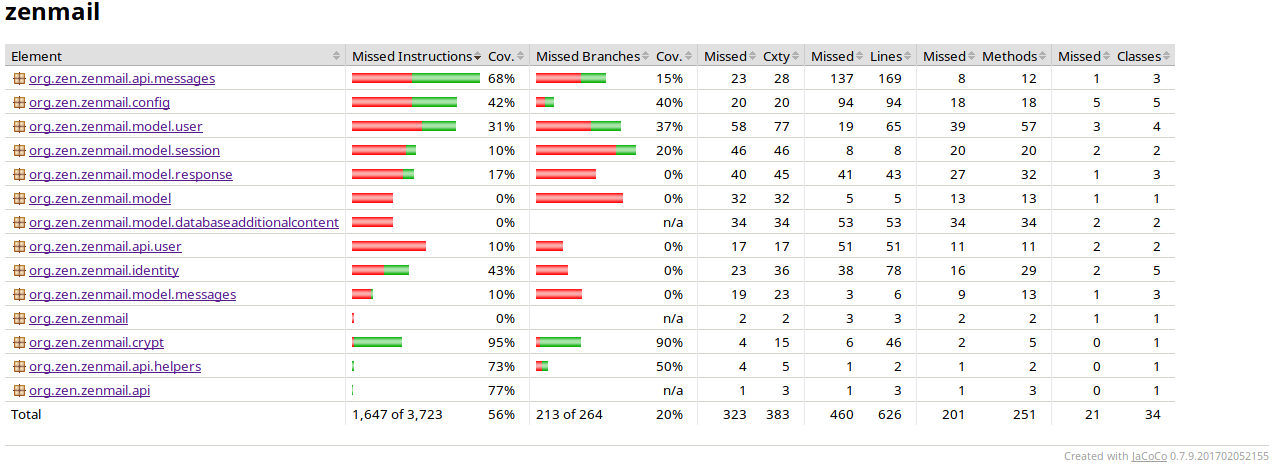 zenmail
Element Missed Instructions Cov. Missed Branches Cov. Missed Cxty Missed Lines Missed Methods Missed Classes
org.zen.zenmail.api.messages 68% 15% 23 28 137 169 8 12 1 3
org.zen.zenmail.config 42% 40% 20 20 94 94 18 18 5 5
org.zen.zenmail.model.user 31% 37% 58 77 19 65 39 57 3 4
org.zen.zenmail.model.session 10% 20% 46 46 8 8 20 20 2 2
org.zen.zenmail.model.response 17% 0% 40 45 41 43 27 32 1 3
org.zen.zenmail.model 0% 0% 32 32 5 5 13 13 1 1
org.zen.zenmail.model.databaseadditionalcontent 0% n/a 34 34 53 53 34 34 2 2
org.zen.zenmail.api.user 10% 0% 17 17 51 51 11 11 2 2
org.zen.zenmail.identity 43% 0% 23 36 38 78 16 29 2 5
org.zen.zenmail.model.messages 10% 0% 19 23 3 6 9 13 1 3
org.zen.zenmail 0% n/a 2 2 3 3 2 2 1 1
org.zen.zenmail.crypt 95% 90% 4 15 6 46 2 5 0 1
org.zen.zenmail.api.helpers 73% 50% 4 5 1 2 1 2 0 1
org.zen.zenmail.api 77% n/a 1 3 1 3 1 3 0 1
Total 1,647 of 3,723 56% 213 of 264 20% 323 383 460 626 201 251 21 34
Created with JaCoCo 0.7.9.201702052155